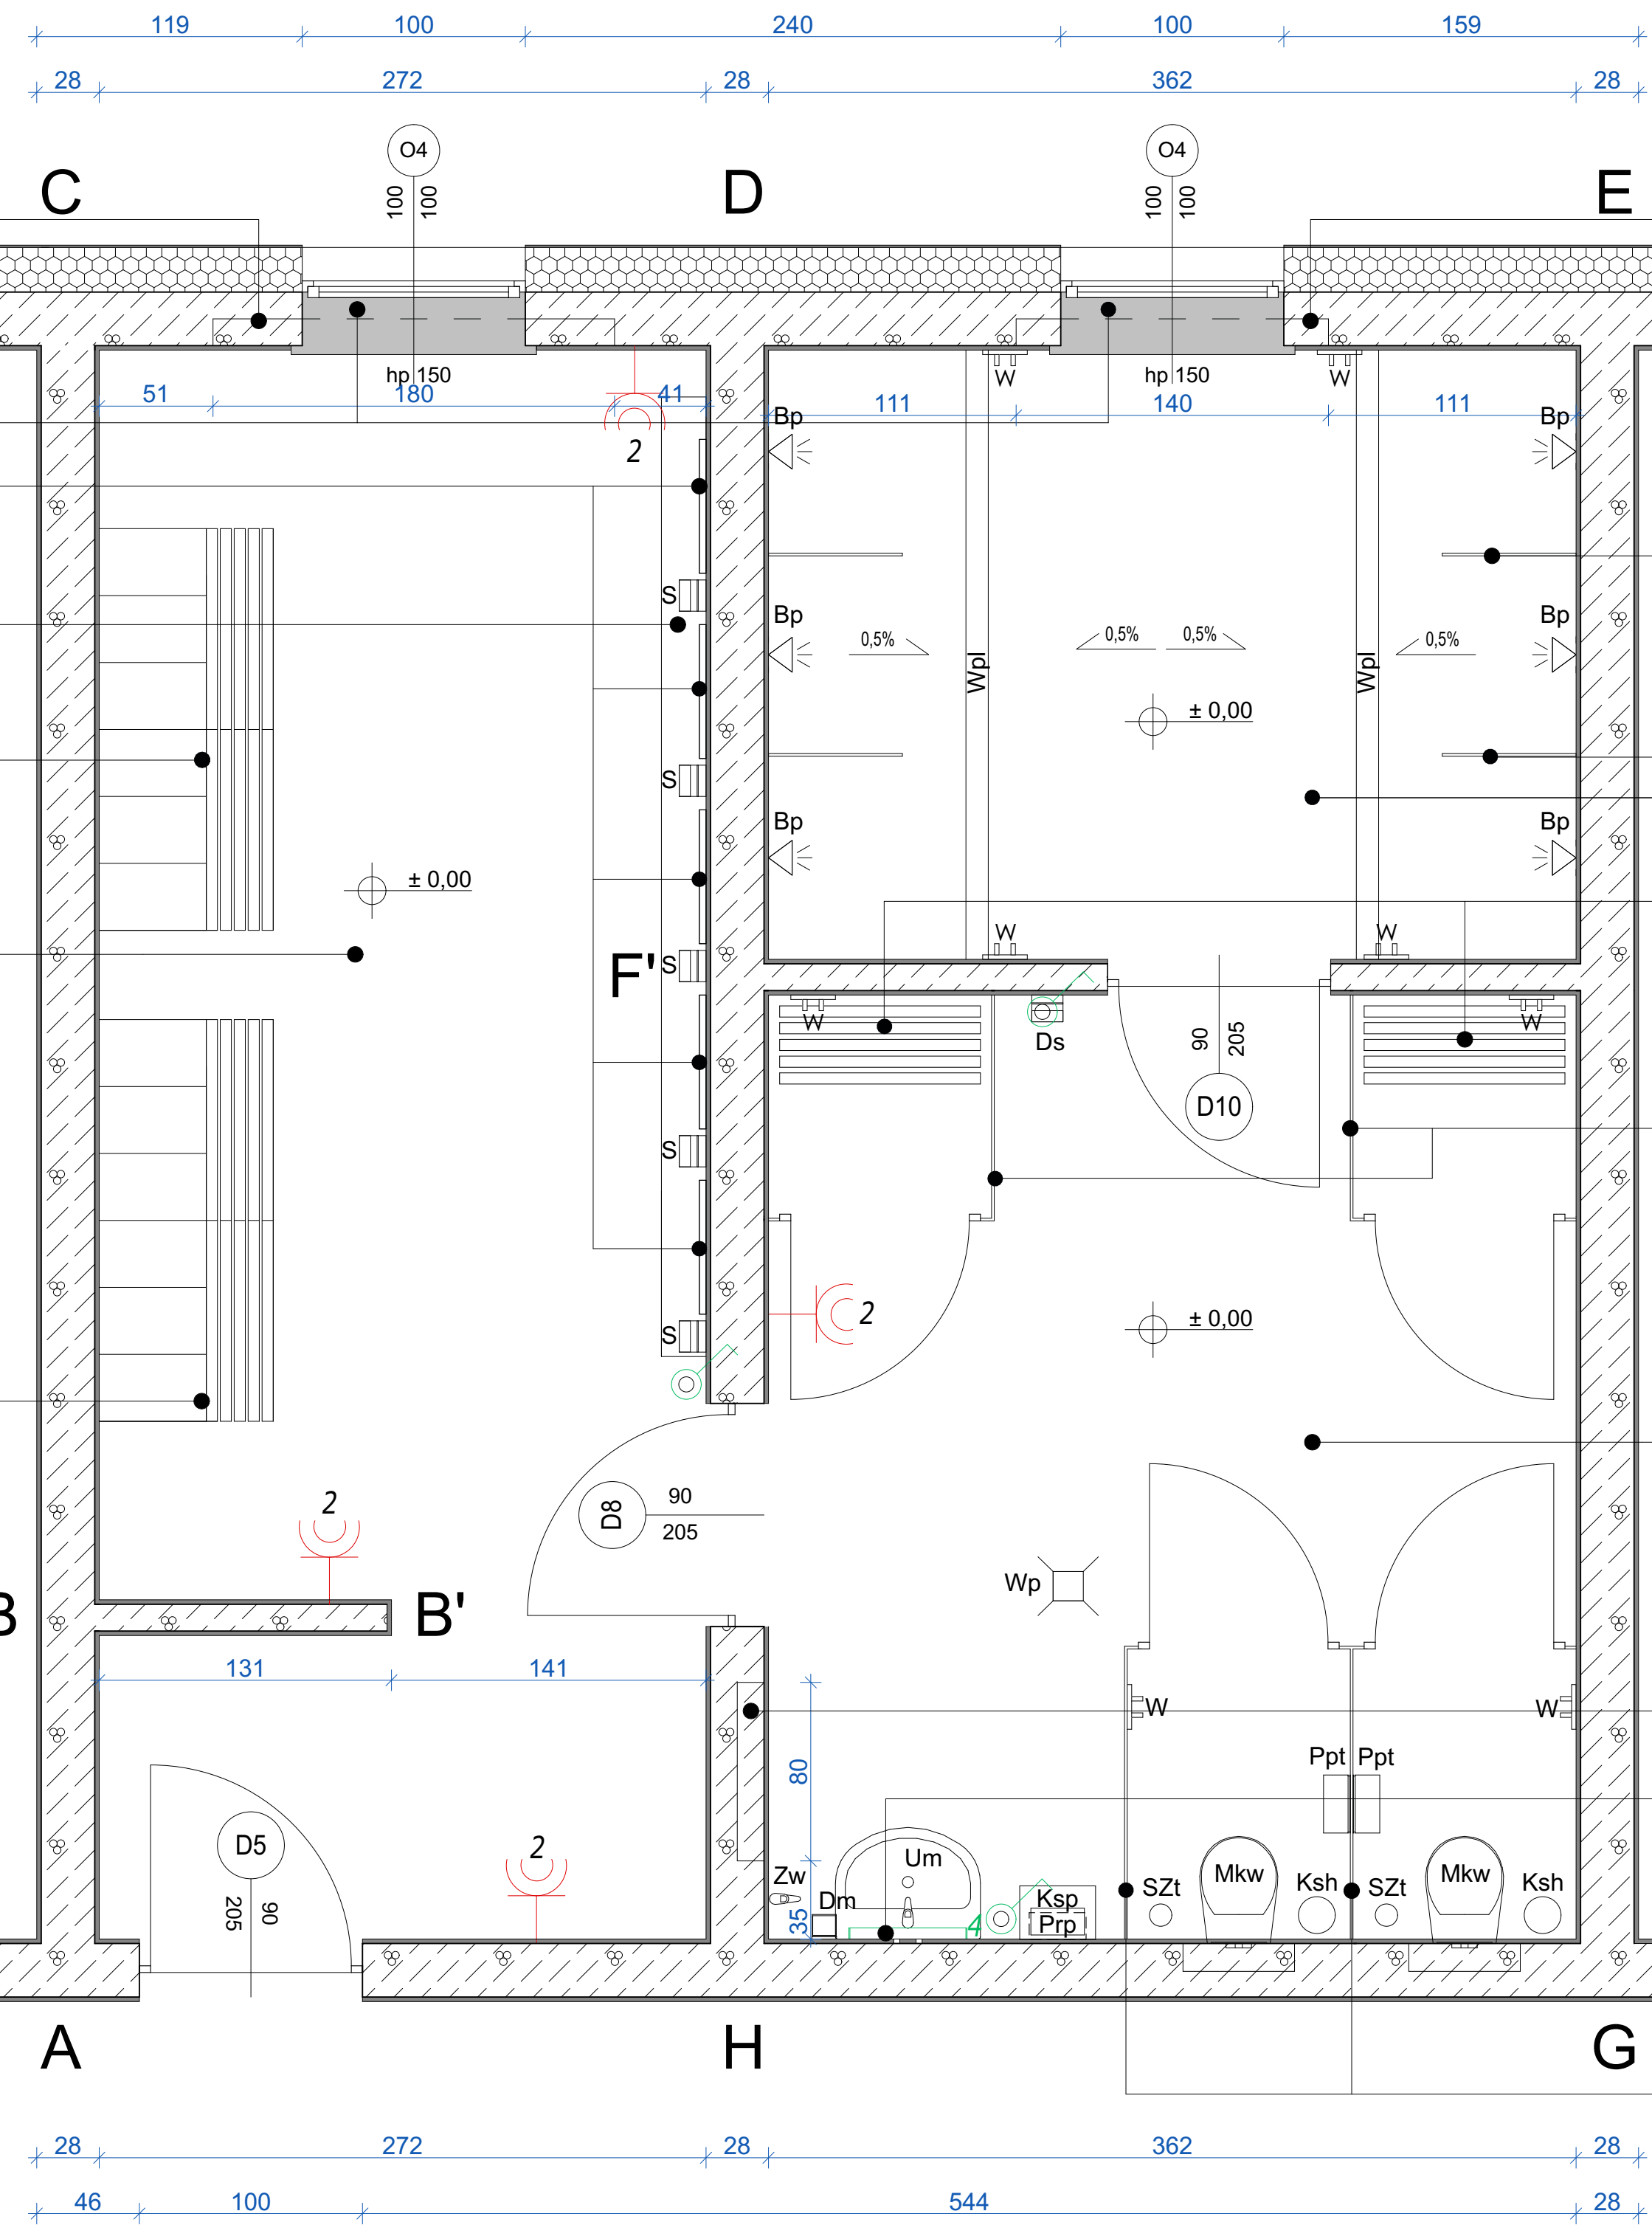 119 100 240 100 159
28 272 28 362 28
O4 O4
100 100 100 100
C D E
hp 150 hp 150
W W
51 180 41 111 140 111
Bp Bp
2
S
Bp Bp
0,5% 0,5% 0,5% 0,5%
Wpl Wpl
± 0,00
S
Bp Bp
± 0,00
W W
F' S
W W
Ds
90 205
D10
S
± 0,00
2
S
2
D8 90
205
Wp
B B'
131 141
W W
Ppt Ppt
80
D5
2
205 90
Um
Zw Dm
Mkw Mkw
SZt Ksh SZt Ksh
Ksp
Prp
4
35
A H G
28 272 28 362 28
46 100 544 28